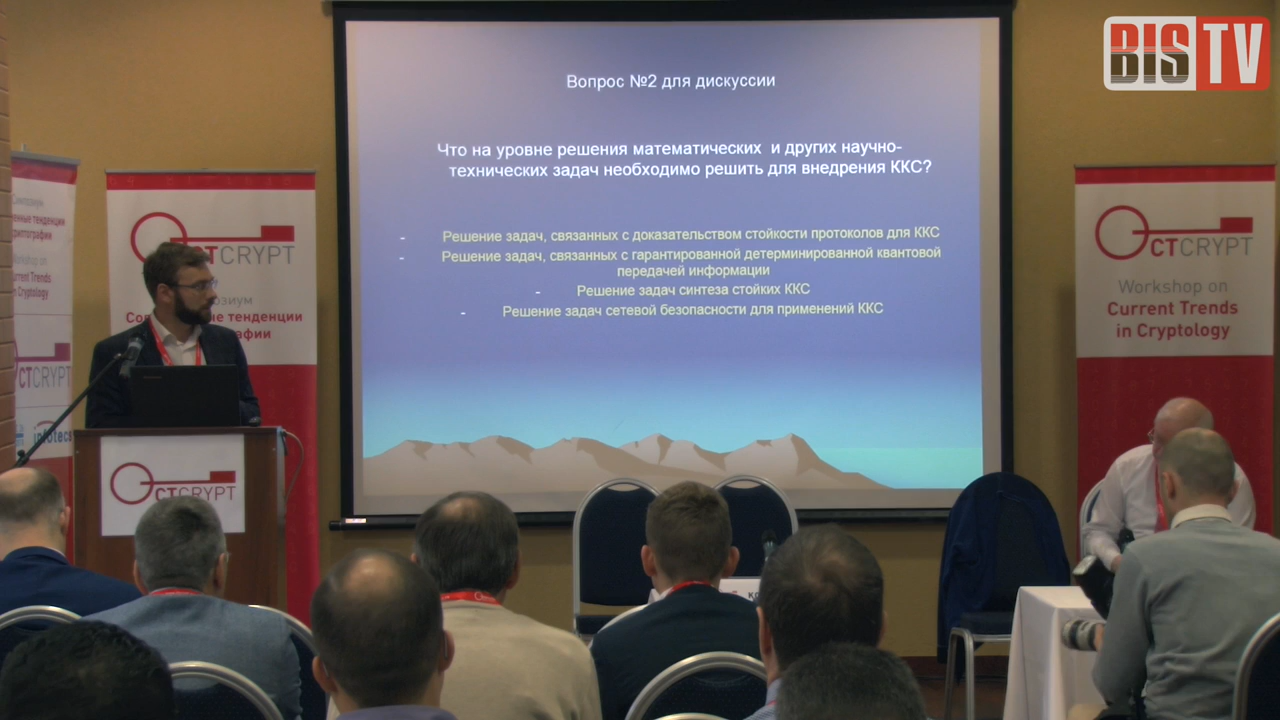 BIS TV
Вопрос №2 для дискуссии
Что на уровне решения математических и других научно-
технических задач необходимо решить для внедрения ККС?
- Решение задач, связанных с доказательством стойкости протоколов для ККС
- Решение задач, связанных с гарантированной детерминированной квантовой
передачей информации
- Решение задач синтеза стойких ККС
- Решение задач сетевой безопасности для применений ККС
CTCRYPT
Workshop on
Current Trends
in Cryptology
CTCRYPT
CTCRYPT
CTCRYPT